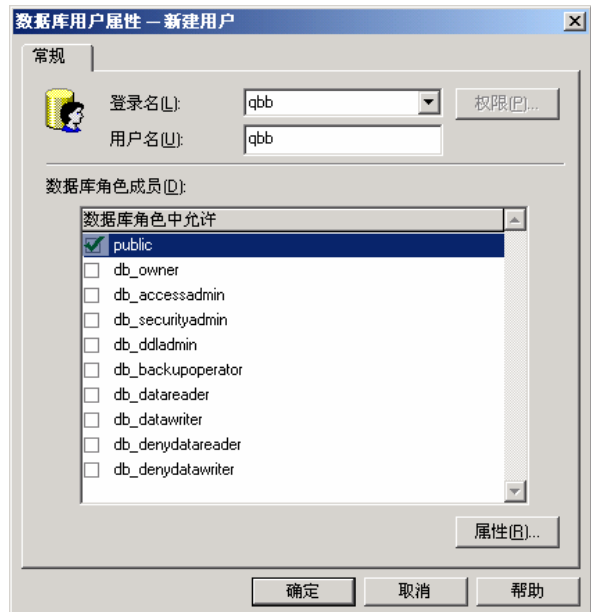 数据库用户属性 — 新建用户
常规
登录名(L): qbb 权限(P)...
用户名(U): qbb
数据库角色成员(D):
数据库角色中允许
public
db_owner
db_accessadmin
db_securityadmin
db_ddladmin
db_backupoperator
db_datareader
db_datawriter
db_denydatareader
db_denydatawriter
属性(R)...
确定 取消 帮助